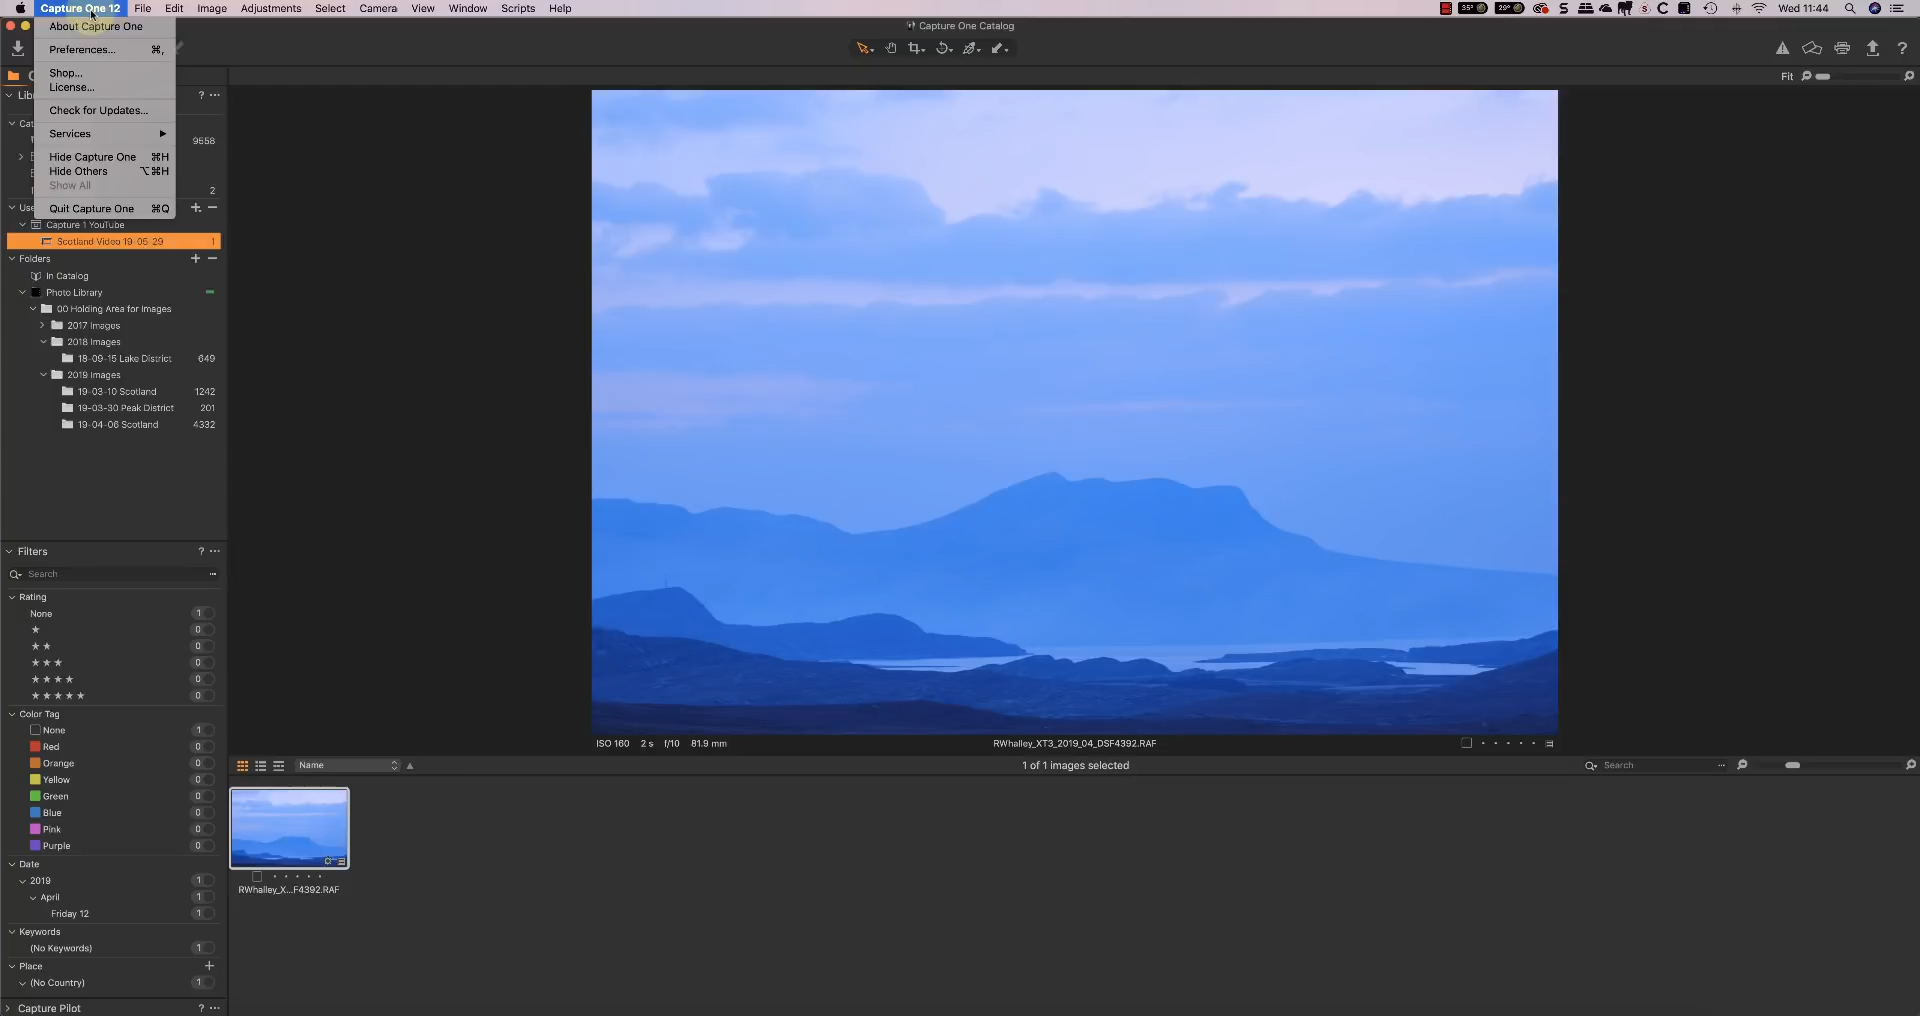 Capture One 12 File Edit Image Adjustments Select Camera View Window Scripts Help
35° 29° Wed 11:44
About Capture One
Preferences... ⌘,
Shop...
License...
Check for Updates...
Services ▶
Hide Capture One ⌘H
Hide Others ⌥⌘H
Show All
Quit Capture One ⌘Q
Capture One Catalog
Fit
9558
2
Capture 1 YouTube
Scotland Video 19-05-29 1
Folders
In Catalog
Photo Library
00 Holding Area for Images
2017 Images
2018 Images
18-09-15 Lake District 649
2019 Images
19-03-10 Scotland 1242
19-03-30 Peak District 201
19-04-06 Scotland 4332
Filters ? ...
Search
Rating
None 1
★ 0
★ ★ 0
★ ★ ★ 0
★ ★ ★ ★ 0
★ ★ ★ ★ ★ 0
Color Tag
None 1
Red 0
Orange 0
Yellow 0
Green 0
Blue 0
Pink 0
Purple 0
Date
2019 1
April 1
Friday 12 1
Keywords
(No Keywords) 1
Place
(No Country) 1
Capture Pilot ? ...
ISO 160 2 s f/10 81.9 mm
RWhalley_XT3_2019_04_DSF4392.RAF
Name
1 of 1 images selected
Search
RWhalley_X...F4392.RAF